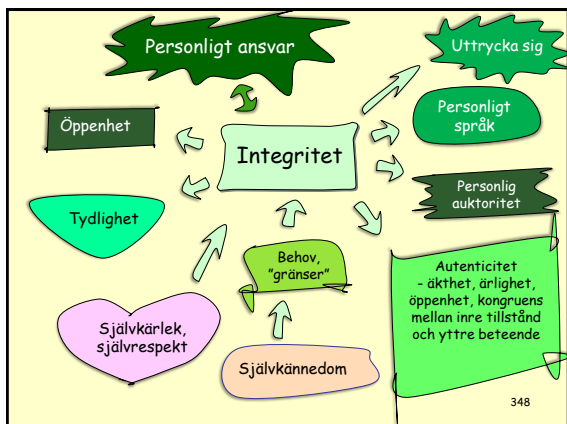 Personligt ansvar
Uttrycka sig
Öppenhet
Personligt
språk
Integritet
Personlig
auktoritet
Tydlighet
Behov,
”gränser”
Autenticitet
- äkthet, ärlighet,
öppenhet, kongruens
mellan inre tillstånd
och yttre beteende
Självkärlek,
självrespekt
Självkännedom
348